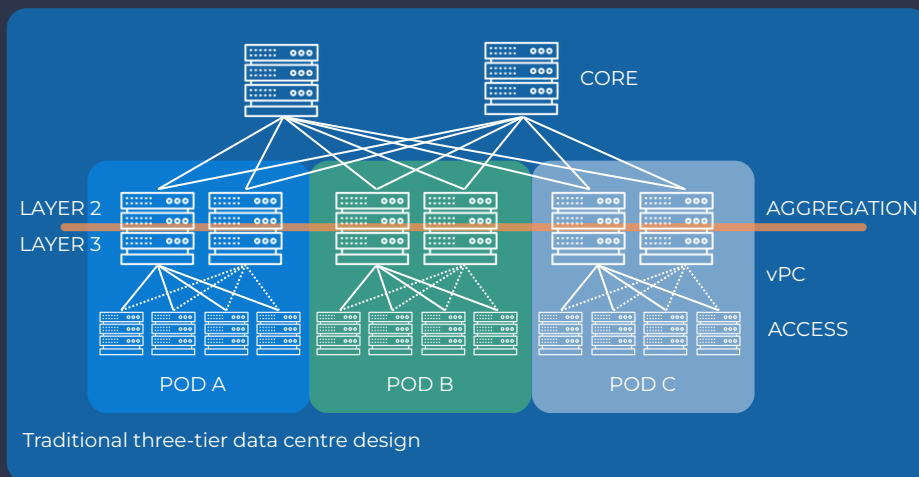 CORE
LAYER 2
AGGREGATION
LAYER 3
vPC
ACCESS
POD A
POD B
POD C
Traditional three-tier data centre design